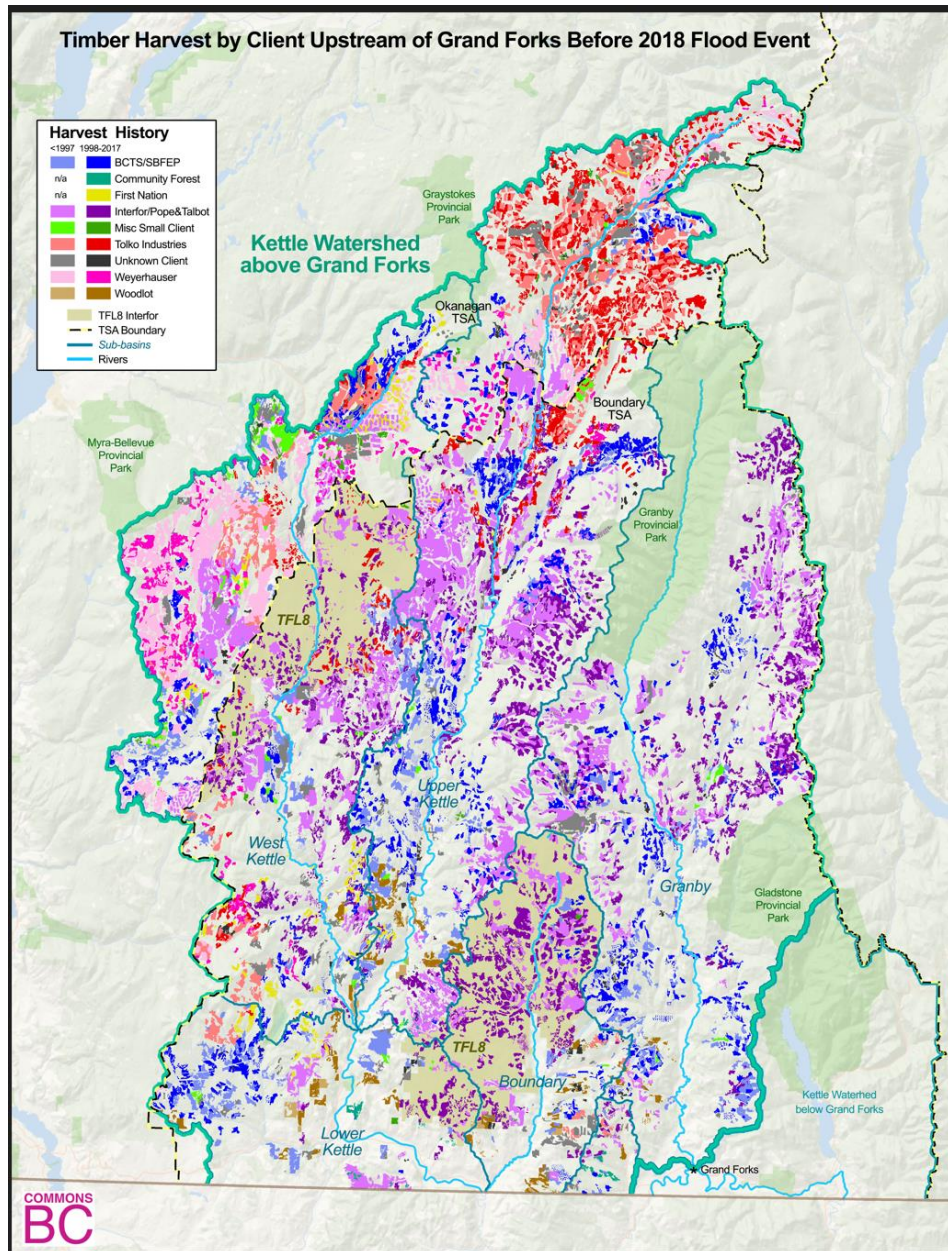 Timber Harvest by Client Upstream of Grand Forks Before 2018 Flood Event
Harvest History
<1997 1998-2017
BCTS/SBFEP
n/a Community Forest
n/a First Nation
Interfor/Pope&Talbot
Misc Small Client
Tolko Industries
Unknown Client
Weyerhauser
Woodlot
TFL8 Interfor
TSA Boundary
Sub-basins
Rivers
Graystokes
Provincial
Park
Kettle Watershed
above Grand Forks
Okanagan
TSA
Boundary
TSA
Myra-Bellevue
Provincial
Park
Granby
Provincial
Park
TFL8
Upper
Kettle
West
Kettle
Granby
Gladstone
Provincial
Park
TFL8
Boundary
Kettle Waterhed
below Grand Forks
Lower
Kettle
Grand Forks
COMMONS
BC